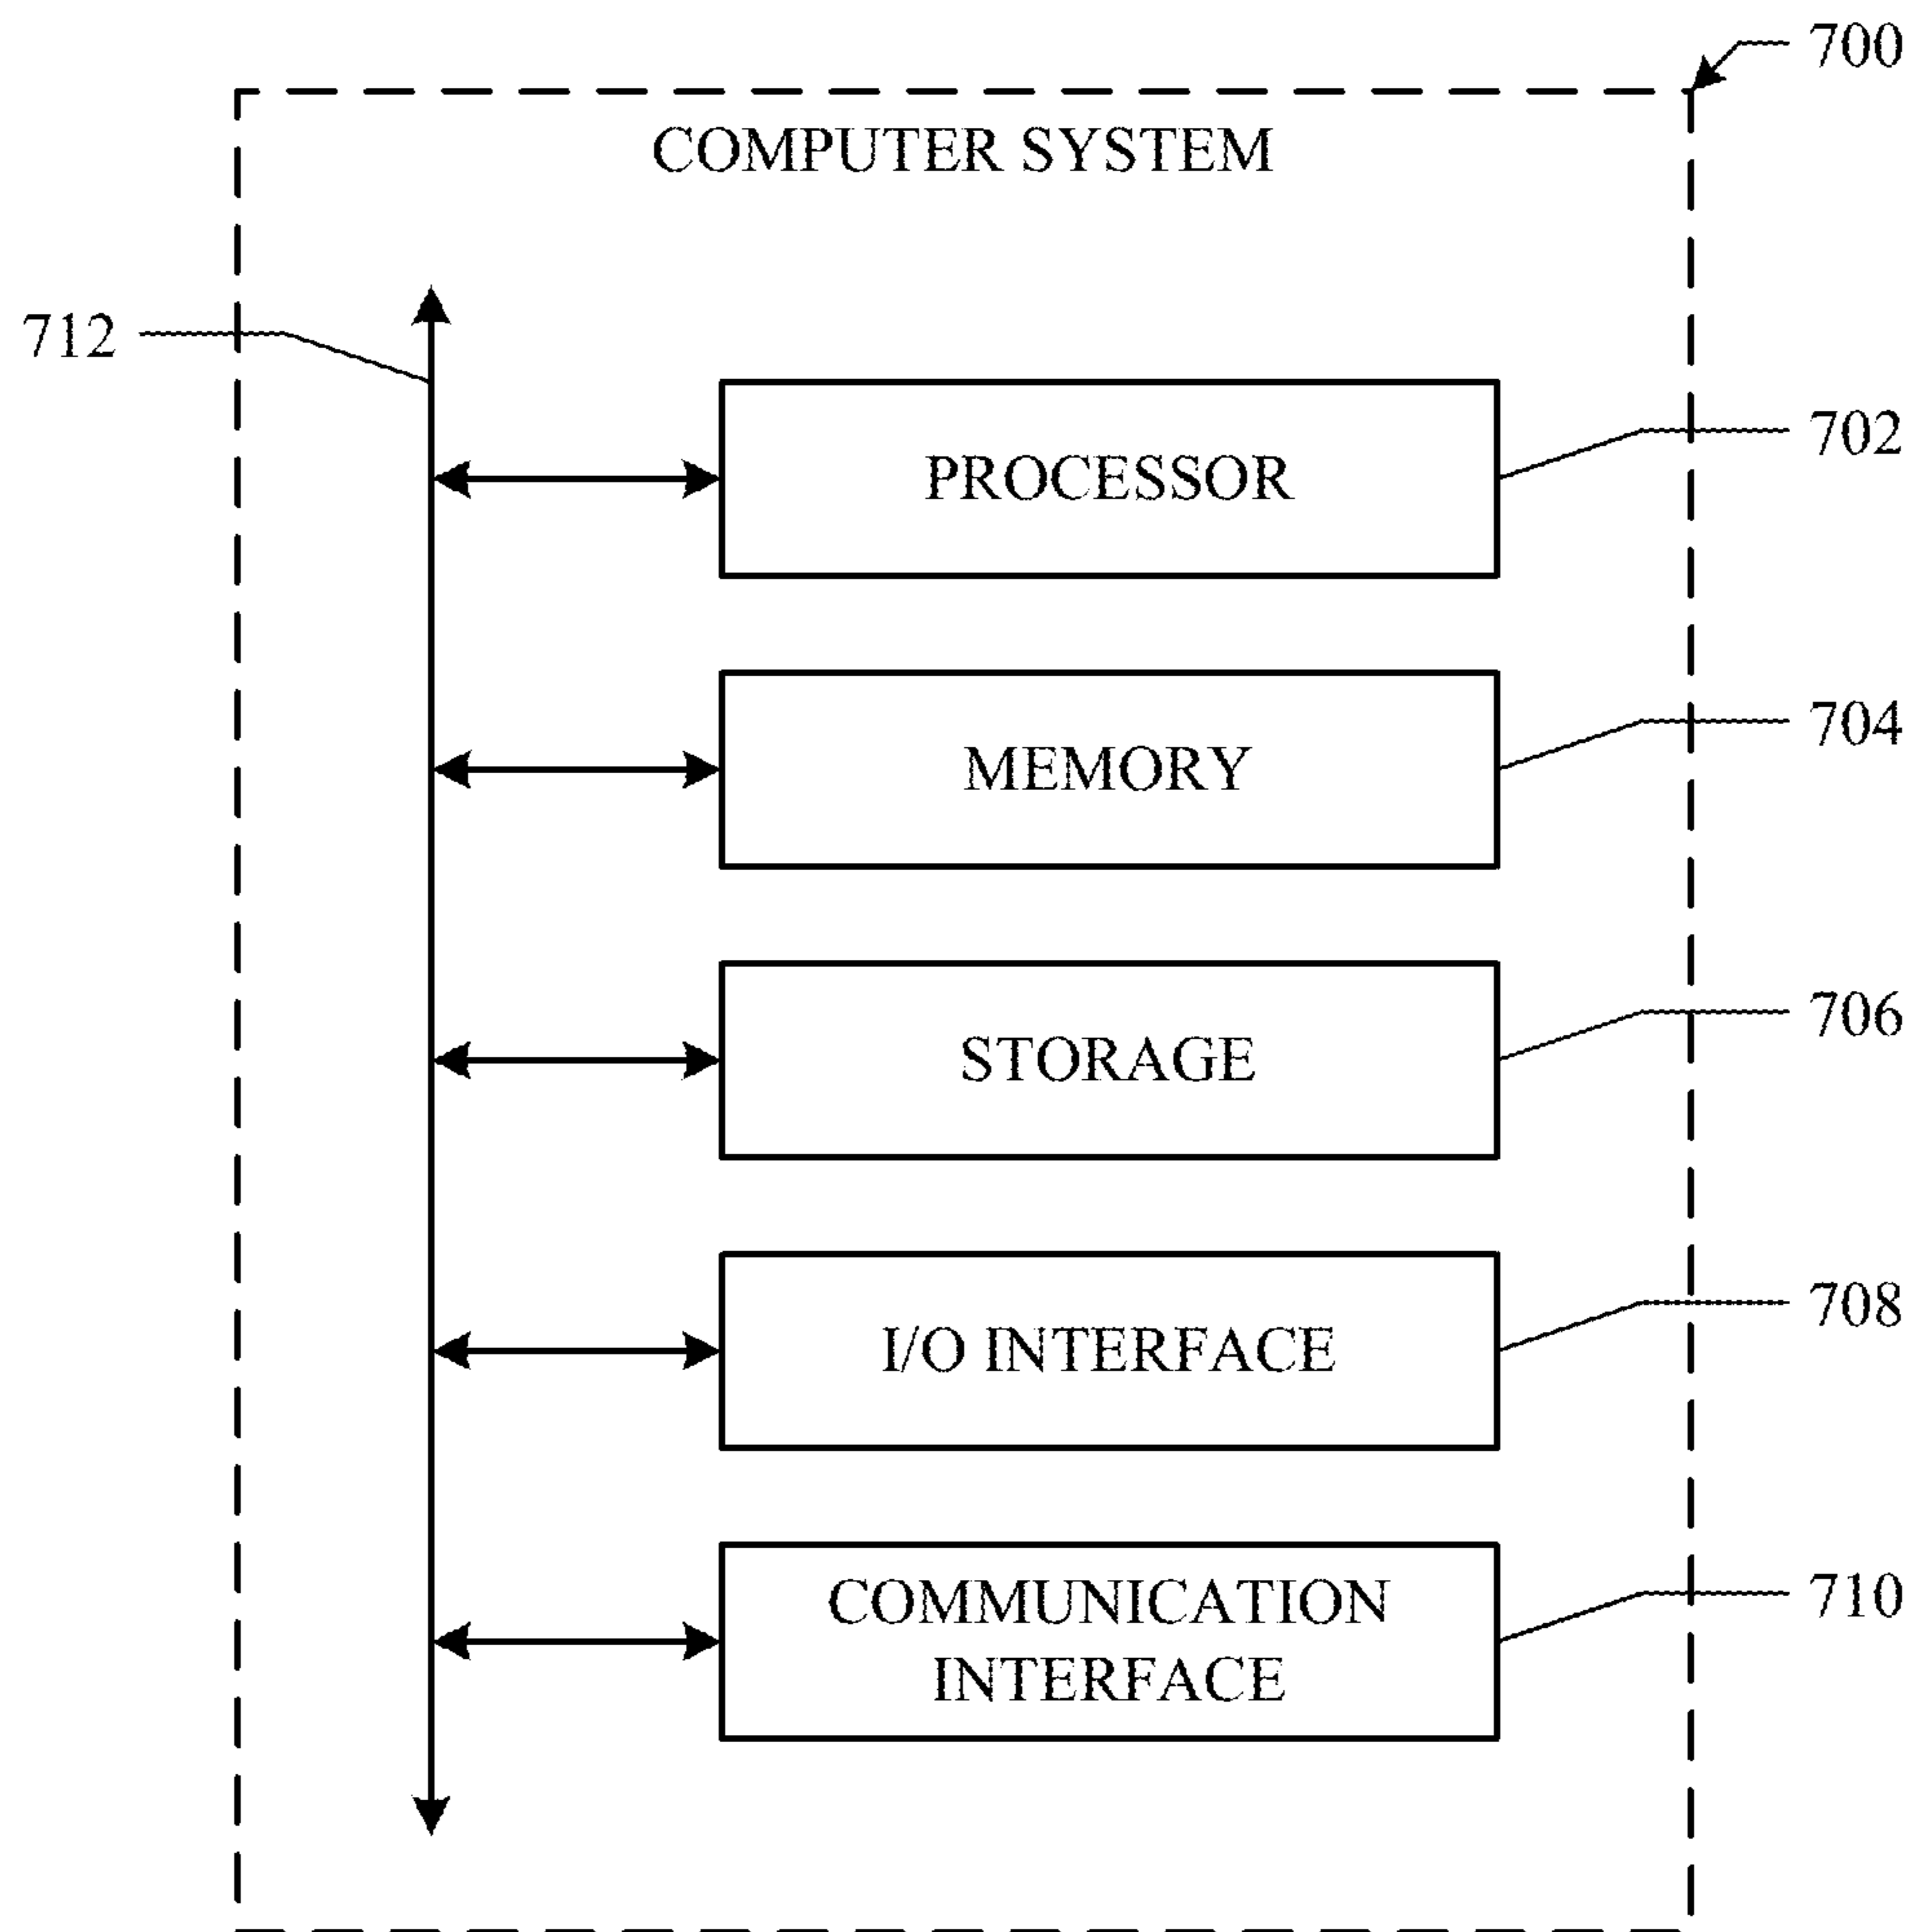 700
COMPUTER SYSTEM
712
702
PROCESSOR
704
MEMORY
706
STORAGE
708
I/O INTERFACE
710
COMMUNICATION
INTERFACE